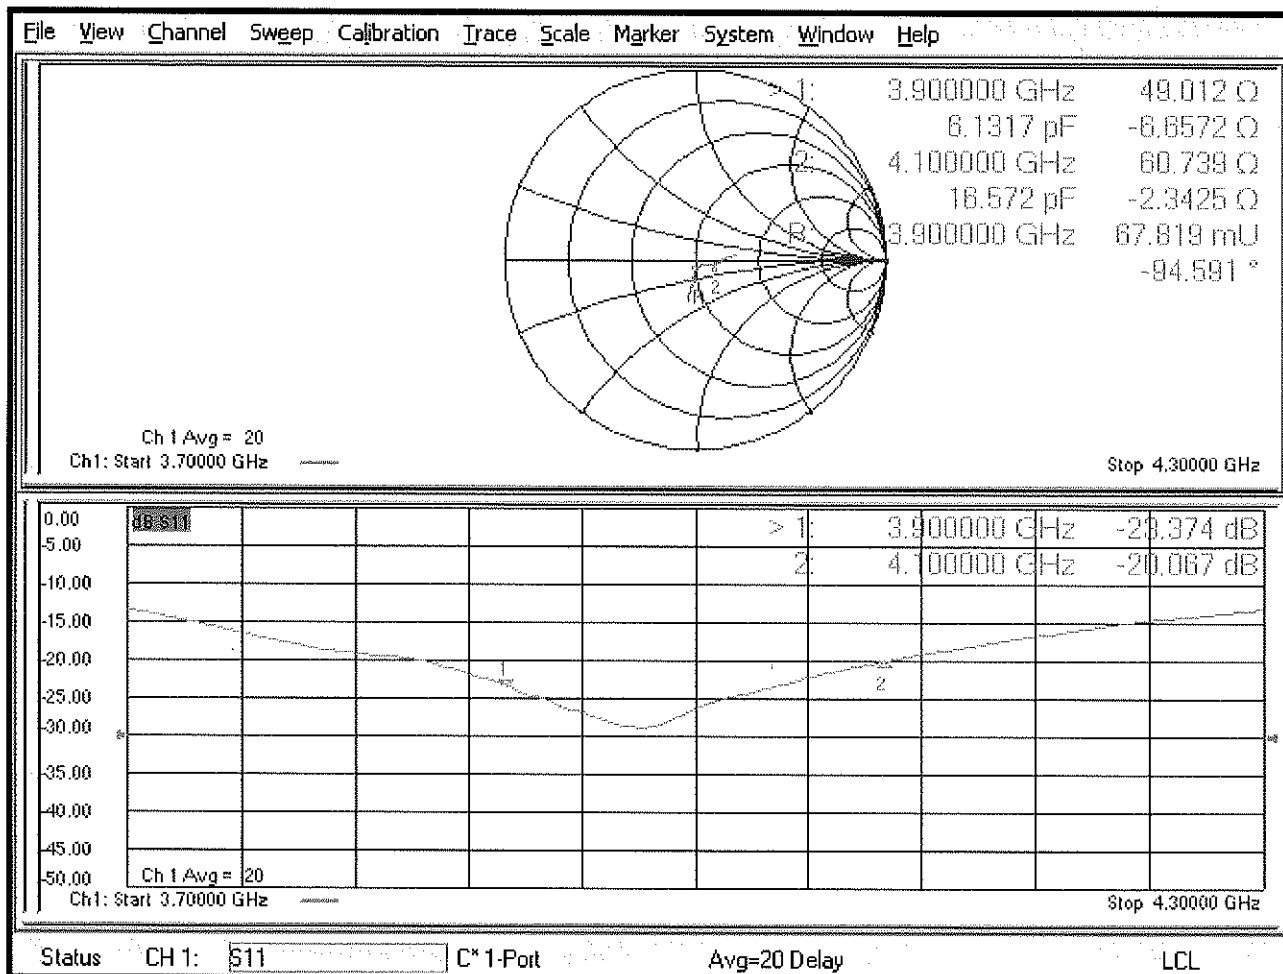 File View Channel Sweep Calibration Trace Scale Marker System Window Help
> 1: 3.900000 GHz 49.012 Ω
6.1317 pF -6.6572 Ω
2: 4.100000 GHz 60.739 Ω
16.572 pF -2.3425 Ω
R 3.900000 GHz 67.819 mU
-94.591 °
2
Ch 1 Avg = 20
Ch1: Start 3.70000 GHz
Stop 4.30000 GHz
0.00 dB S11
> 1: 3.900000 GHz -23.374 dB
-5.00
2: 4.100000 GHz -20.067 dB
-10.00
-15.00
-20.00
1
2
-25.00
-30.00
-35.00
-40.00
-45.00
-50.00
Ch 1 Avg = 20
Ch1: Start 3.70000 GHz
Stop 4.30000 GHz
Status CH 1: S11 C* 1-Port Avg=20 Delay LCL